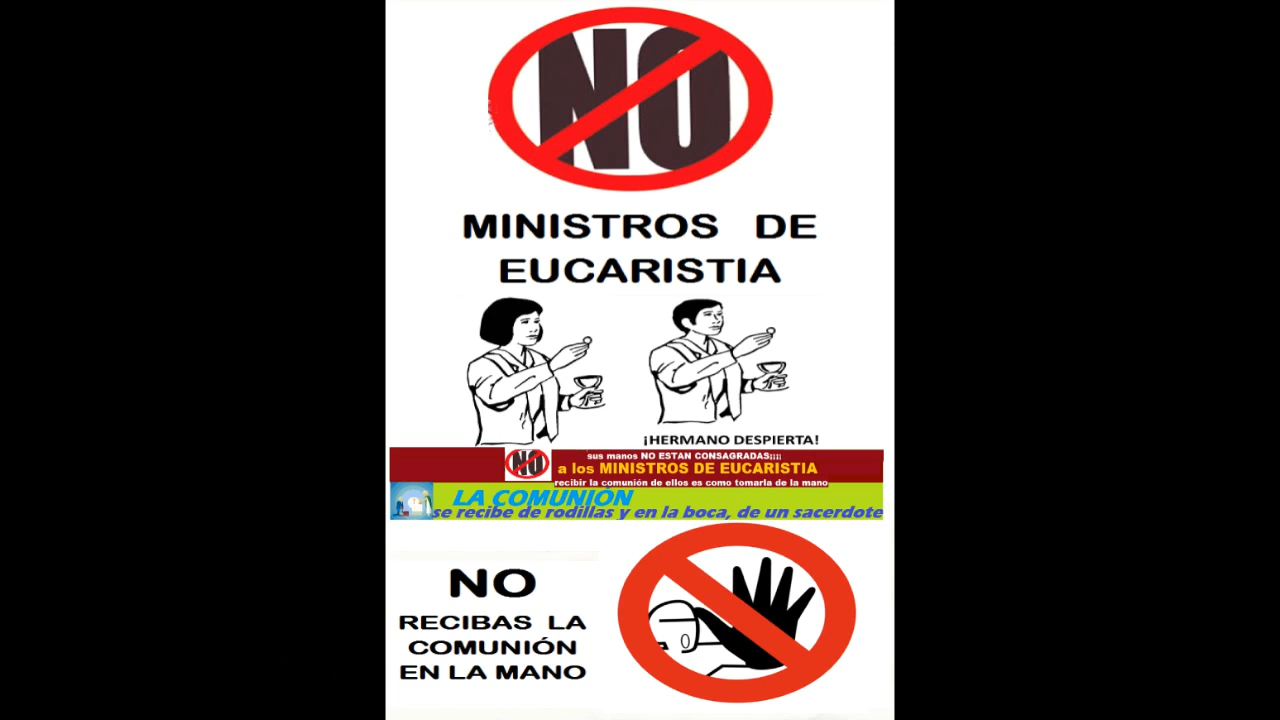 NO
MINISTROS DE
EUCARISTIA
¡HERMANO DESPIERTA!
sus manos NO ESTAN CONSAGRADAS¡¡¡¡
NO
a los MINISTROS DE EUCARISTIA
recibir la comunión de ellos es como tomarla de la mano
LA COMUNIÓN
se recibe de rodillas y en la boca, de un sacerdote
NO
RECIBAS LA
COMUNIÓN
EN LA MANO